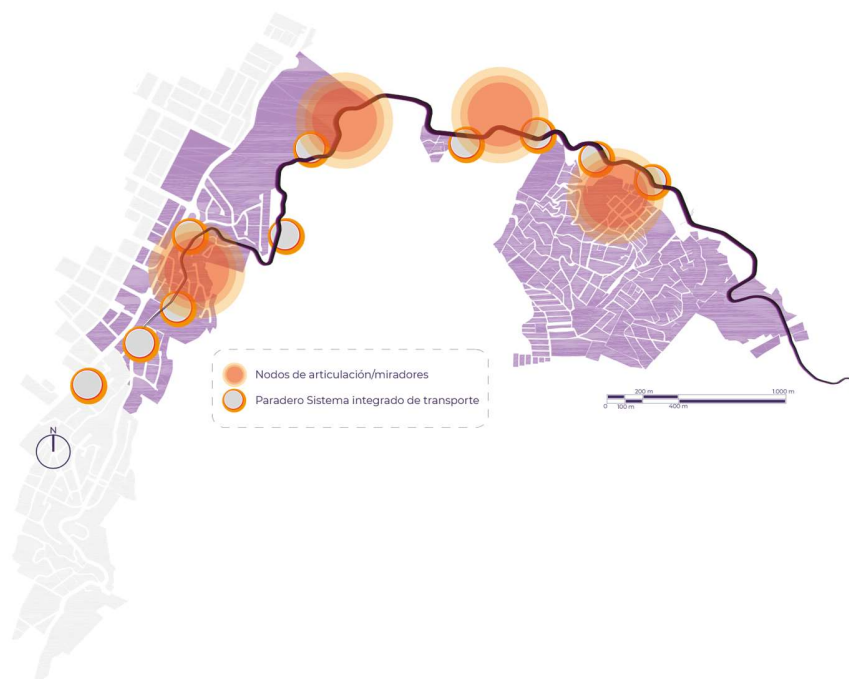 Nodos de articulación/miradores
Paradero Sistema integrado de transporte
N
200 m 1.000 m
0 100 m 400 m